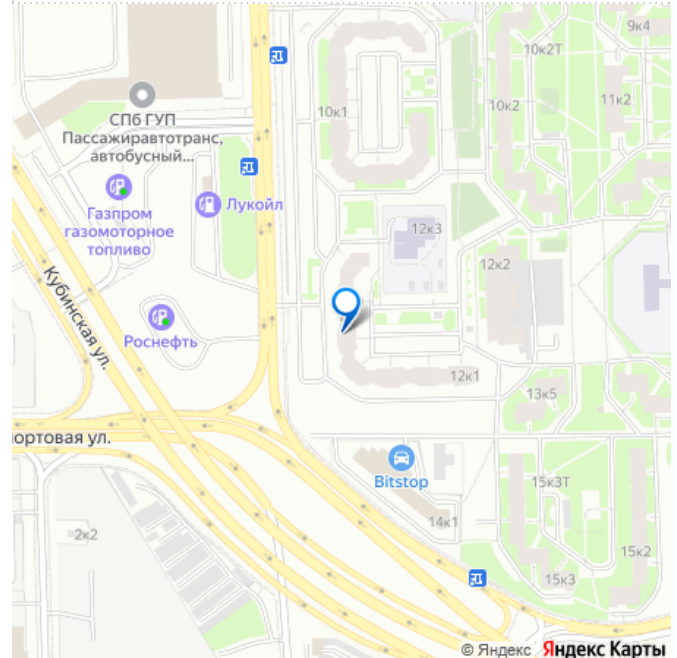 9к4
10к2Т
11к2
10к1
10к2
СПб ГУП
Пассажиравтотранс,
автобусный...
Газпром
газомоторное
топливо
Лукойл
12к3
12к2
Кубинская ул.
Роснефть
12к1
13к5
портовая ул.
Bitstop
15к3Т
14к1
2к2
15к2
15к3
© Яндекс Яндекс Карты